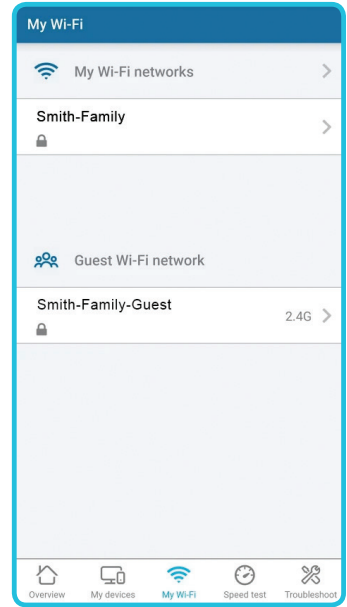 My Wi-Fi
My Wi-Fi networks
Smith-Family
Guest Wi-Fi network
Smith-Family-Guest
2.4G
Overview
My devices
My Wi-Fi
Speed test
Troubleshoot